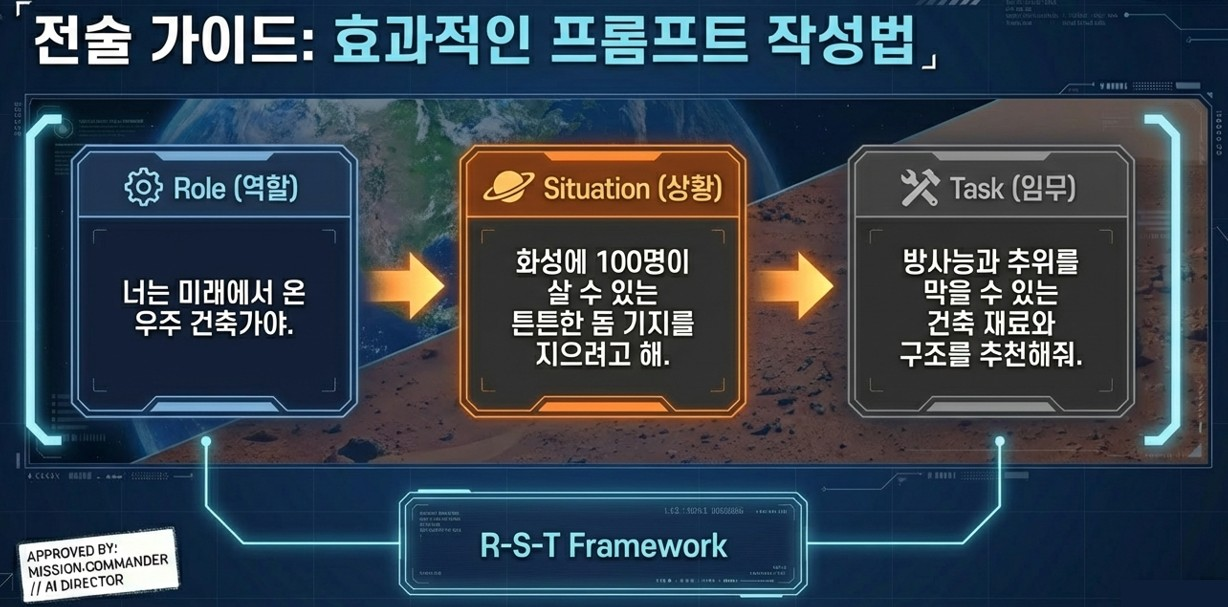 「전술 가이드: 효과적인 프롬프트 작성법」
Role (역할)
너는 미래에서 온
우주 건축가야.
Situation (상황)
화성에 100명이
살 수 있는
튼튼한 돔 기지를
지으려고 해.
Task (임무)
방사능과 추위를
막을 수 있는
건축 재료와
구조를 추천해줘.
R-S-T Framework
APPROVED BY:
MISSION.COMMANDER
// AI DIRECTOR